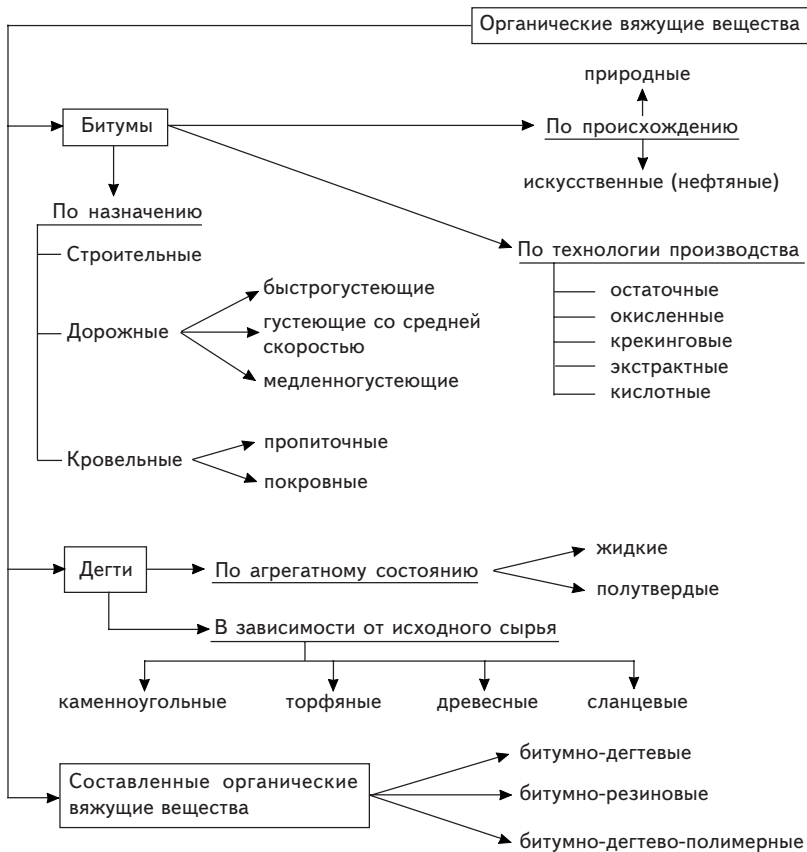 Органические вяжущие вещества
природные
Битумы
По происхождению
искусственные (нефтяные)
По назначению
Строительные
По технологии производства
быстрогустеющие
остаточные
Дорожные
густеющие со средней
скоростью
окисленные
крекинговые
экстрактные
медленногустеющие
кислотные
Кровельные
пропиточные
покровные
Дегти
По агрегатному состоянию
жидкие
полутвердые
В зависимости от исходного сырья
каменноугольные
торфяные
древесные
сланцевые
Составленные органические
вяжущие вещества
битумно-дегтевые
битумно-резиновые
битумно-дегтево-полимерные